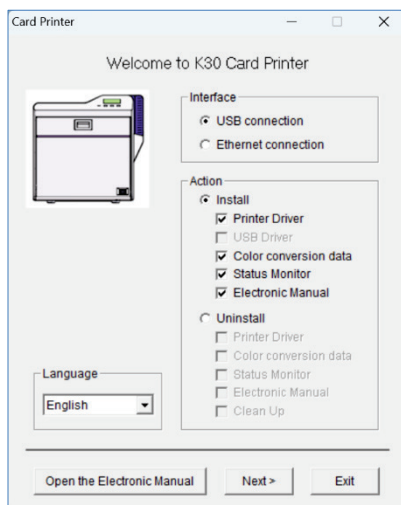 Card Printer
Welcome to K30 Card Printer
Interface
USB connection
Ethernet connection
Action
Install
Printer Driver
USB Driver
Color conversion data
Status Monitor
Electronic Manual
Uninstall
Printer Driver
Color conversion data
Status Monitor
Electronic Manual
Clean Up
Language
English
Open the Electronic Manual
Next >
Exit